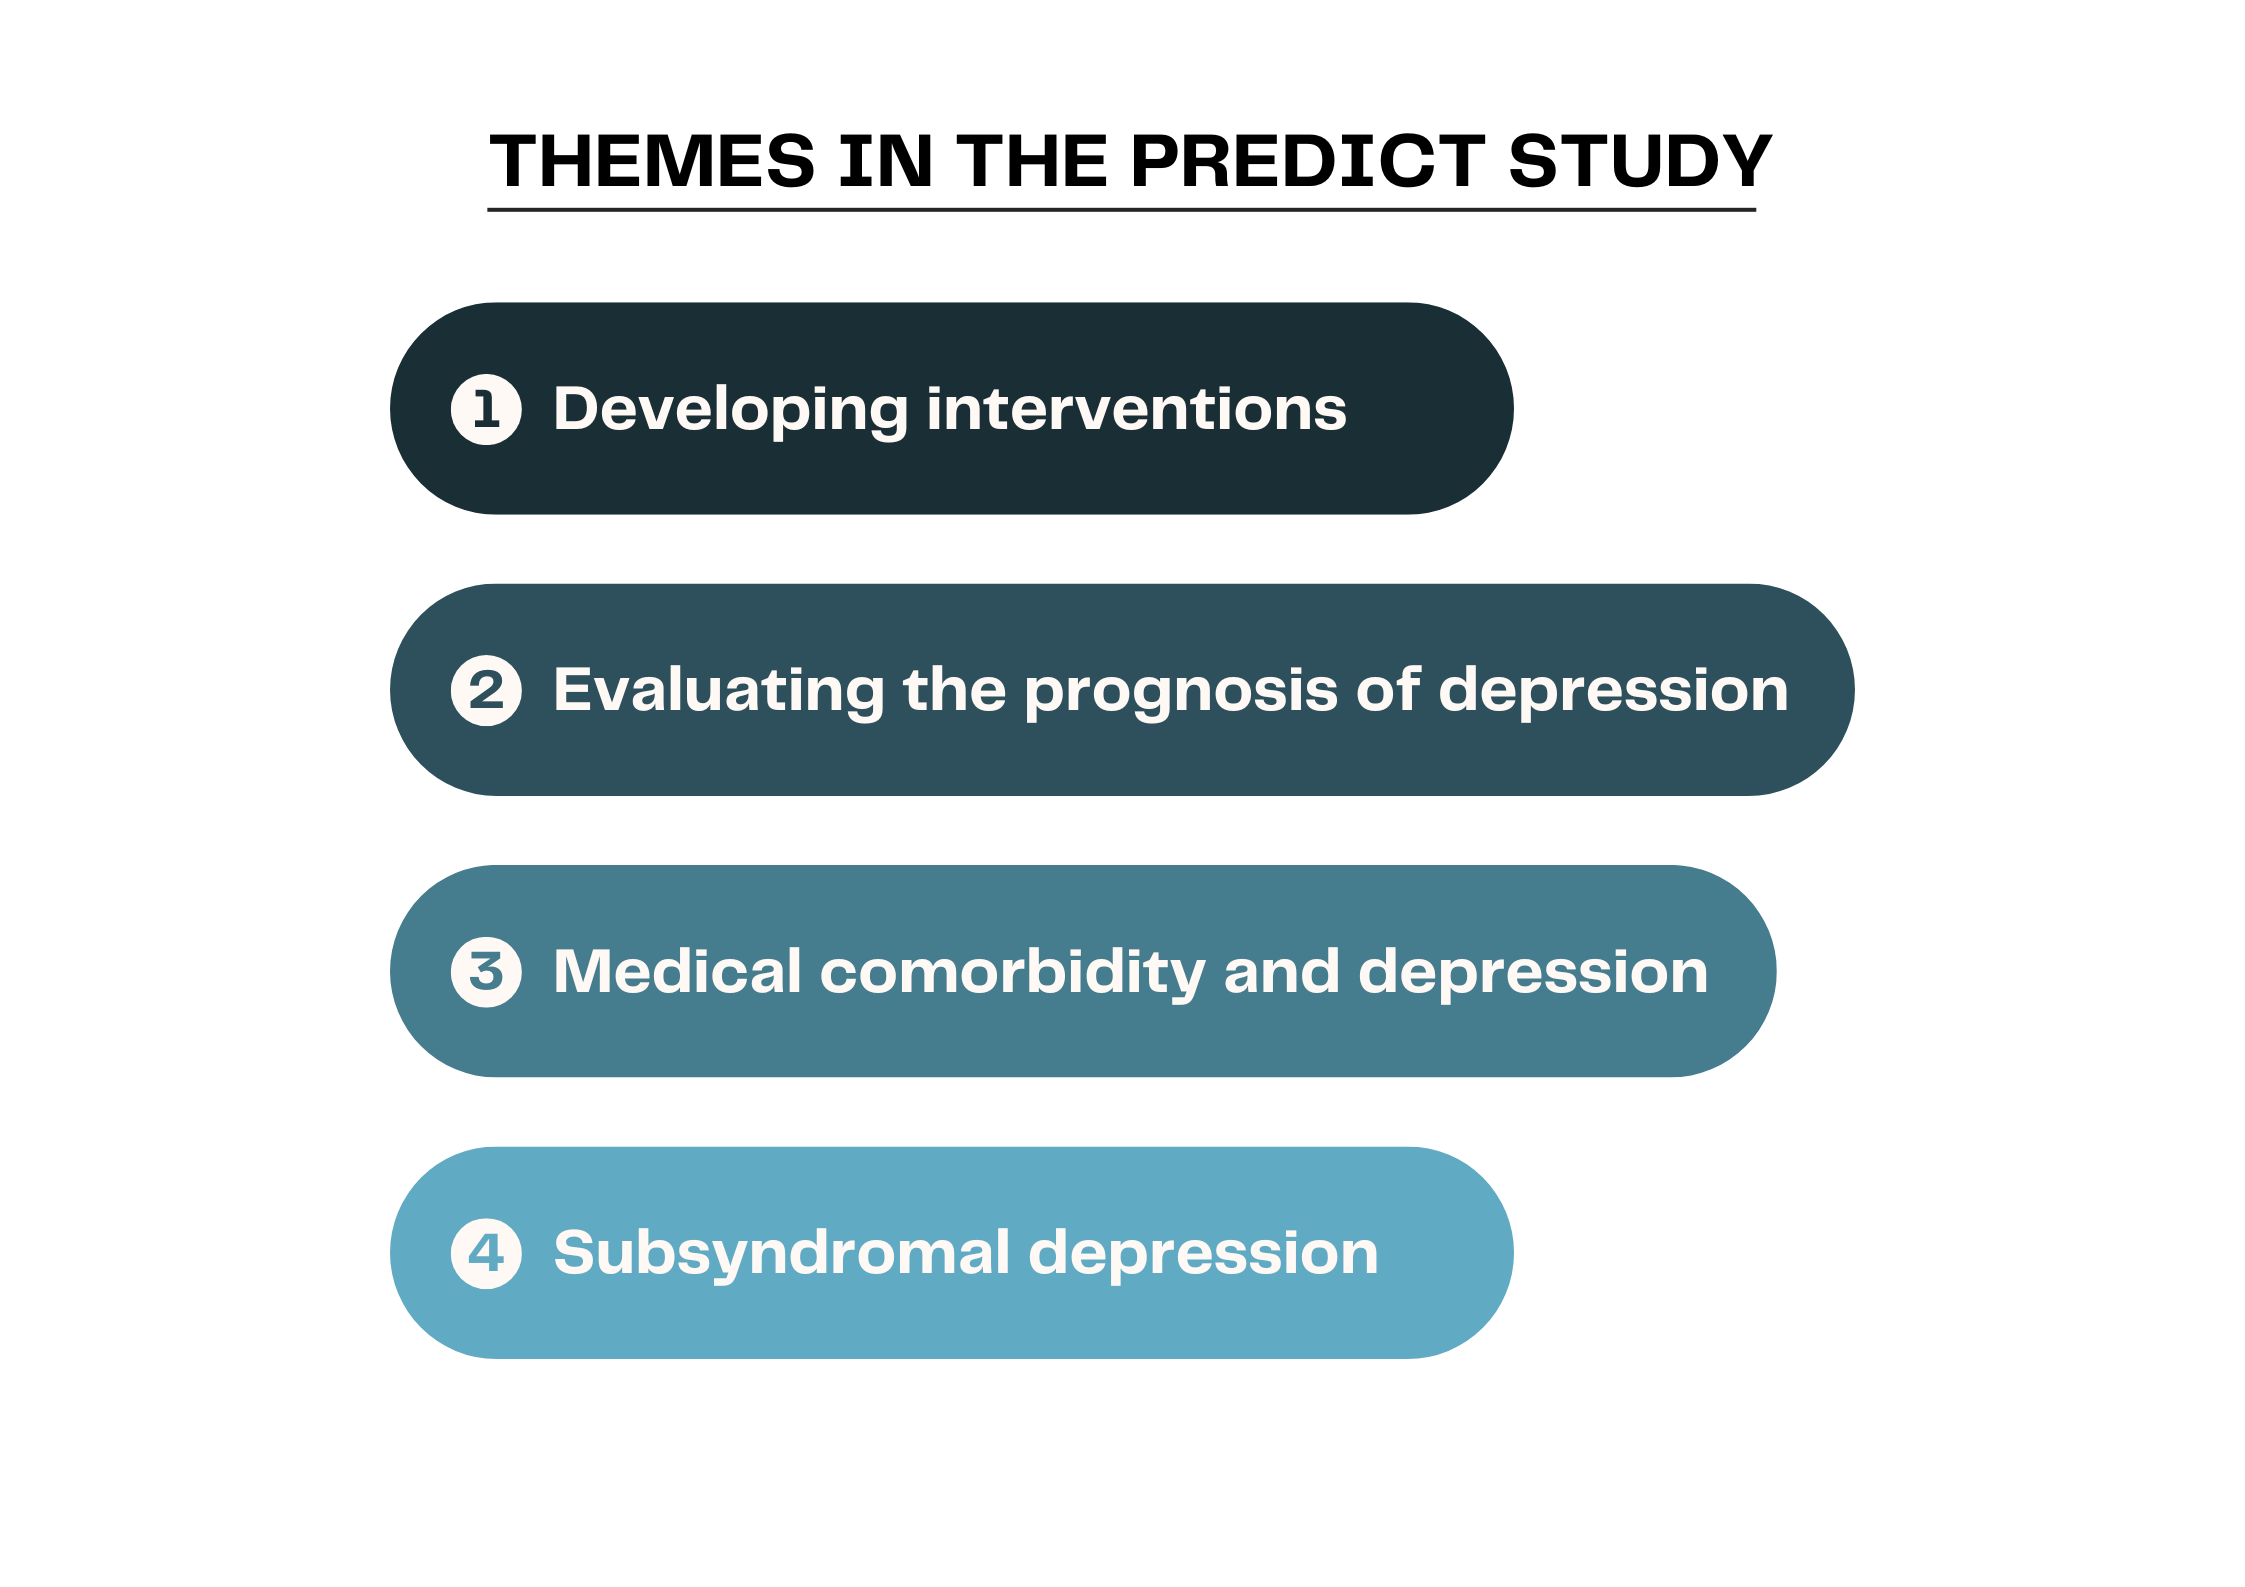 THEMES IN THE PREDICT STUDY
1 Developing interventions
2 Evaluating the prognosis of depression
3 Medical comorbidity and depression
4 Subsyndromal depression